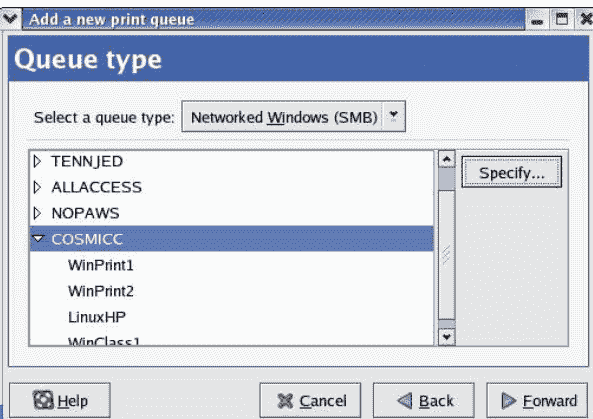 Add a new print queue
Queue type
Select a queue type: Networked Windows (SMB)
TENNJED
Specify...
ALLACCESS
NOPAWS
COSMICC
WinPrint1
WinPrint2
LinuxHP
WinClass1
Help Cancel Back Forward